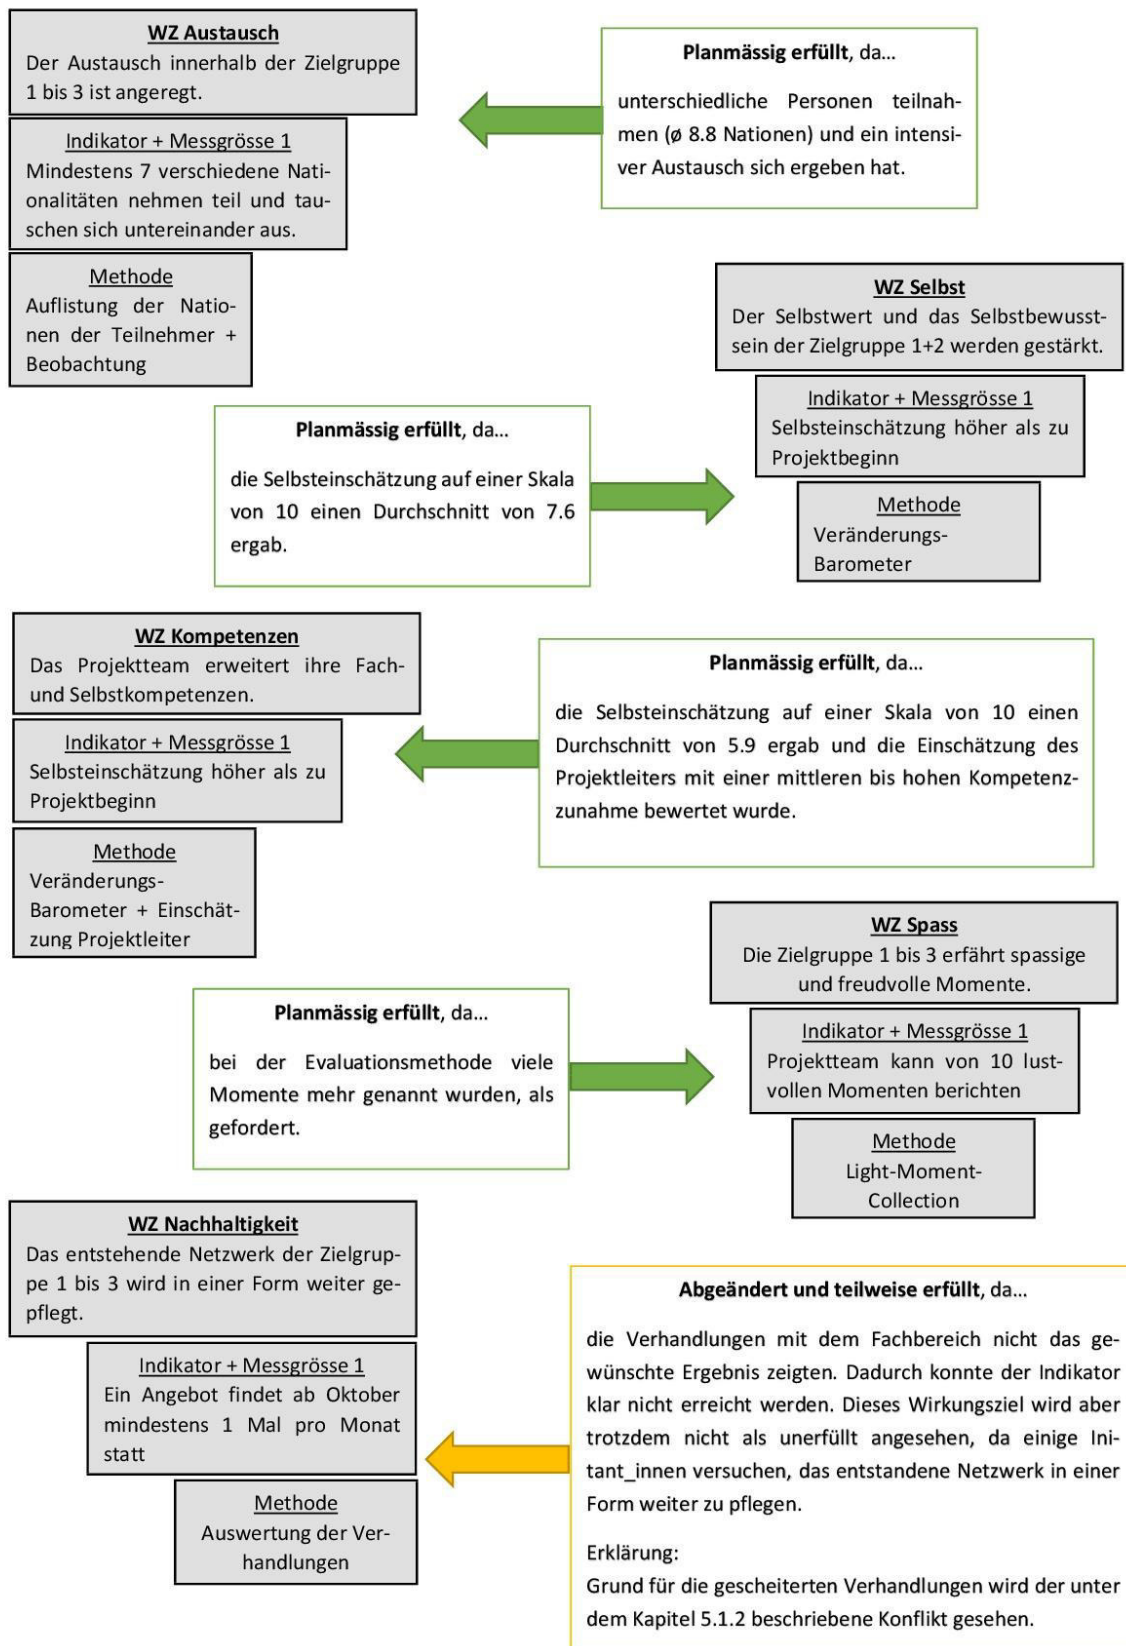 WZ Austausch
Der Austausch innerhalb der Zielgruppe
1 bis 3 ist angeregt.
Indikator + Messgrösse 1
Mindestens 7 verschiedene Nati-
onalitäten nehmen teil und tau-
schen sich untereinander aus.
Methode
Auflistung der Natio-
nen der Teilnehmer +
Beobachtung
Planmässig erfüllt, da...
unterschiedliche Personen teilnah-
men (ø 8.8 Nationen) und ein intensi-
ver Austausch sich ergeben hat.
WZ Selbst
Der Selbstwert und das Selbstbewusst-
sein der Zielgruppe 1+2 werden gestärkt.
Indikator + Messgrösse 1
Selbsteinschätzung höher als zu
Projektbeginn
Methode
Veränderungs-
Barometer
Planmässig erfüllt, da...
die Selbsteinschätzung auf einer Skala
von 10 einen Durchschnitt von 7.6
ergab.
WZ Kompetenzen
Das Projektteam erweitert ihre Fach-
und Selbstkompetenzen.
Indikator + Messgrösse 1
Selbsteinschätzung höher als zu
Projektbeginn
Methode
Veränderungs-
Barometer + Einschät-
zung Projektleiter
Planmässig erfüllt, da...
die Selbsteinschätzung auf einer Skala von 10 einen
Durchschnitt von 5.9 ergab und die Einschätzung des
Projektleiters mit einer mittleren bis hohen Kompetenz-
zunahme bewertet wurde.
WZ Spass
Die Zielgruppe 1 bis 3 erfährt spassige
und freudvolle Momente.
Indikator + Messgrösse 1
Projektteam kann von 10 lust-
vollen Momenten berichten
Methode
Light-Moment-
Collection
Planmässig erfüllt, da...
bei der Evaluationsmethode viele
Momente mehr genannt wurden, als
gefordert.
WZ Nachhaltigkeit
Das entstehende Netzwerk der Zielgrup-
pe 1 bis 3 wird in einer Form weiter ge-
pflegt.
Indikator + Messgrösse 1
Ein Angebot findet ab Oktober
mindestens 1 Mal pro Monat
statt
Methode
Auswertung der Ver-
handlungen
Abgeändert und teilweise erfüllt, da...
die Verhandlungen mit dem Fachbereich nicht das ge-
wünschte Ergebnis zeigten. Dadurch konnte der Indikator
klar nicht erreicht werden. Dieses Wirkungsziel wird aber
trotzdem nicht als unerfüllt angesehen, da einige Ini-
tant_innen versuchen, das entstandene Netzwerk in einer
Form weiter zu pflegen.
Erklärung:
Grund für die gescheiterten Verhandlungen wird der unter
dem Kapitel 5.1.2 beschriebene Konflikt gesehen.